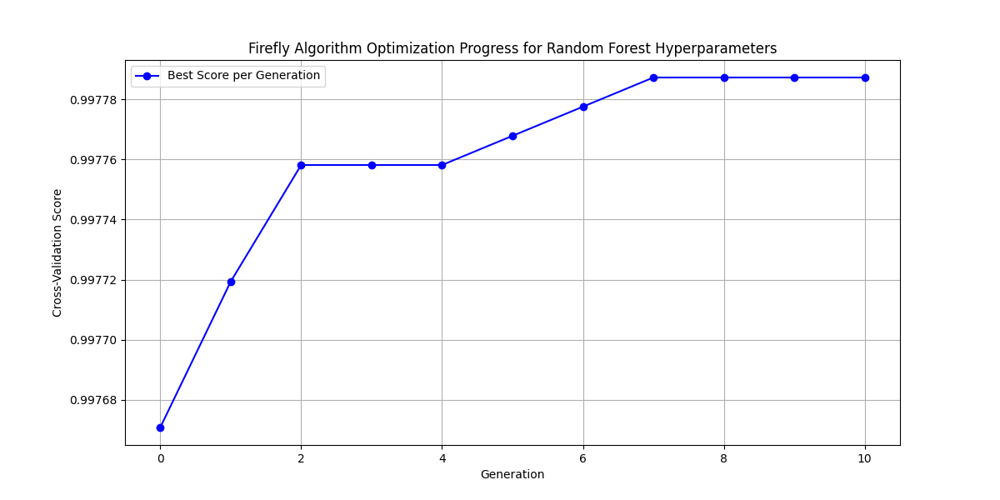 Firefly Algorithm Optimization Progress for Random Forest Hyperparameters
Best Score per Generation
0.99778
0.99776
0.99774
0.99772
0.99770
0.99768
Cross-Validation Score
0 2 4 6 8 10
Generation